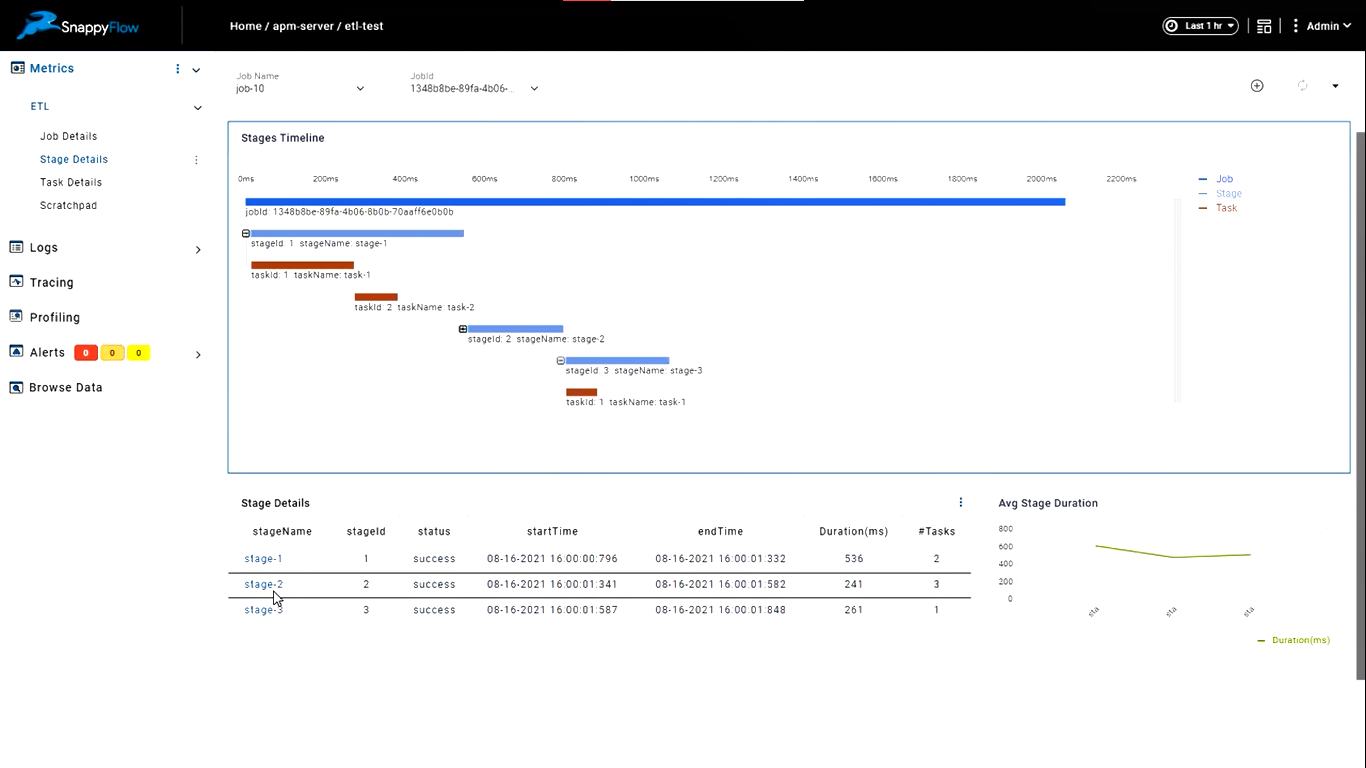 SnappyFlow
Home / apm-server / etl-test
Last 1 hr
Admin
Metrics
ETL
Job Details
Stage Details
Task Details
Scratchpad
Logs
Tracing
Profiling
Alerts 0 0 0
Browse Data
Job Name
job-10
JobId
1348b8be-89fa-4b06-..
Stages Timeline
0ms 200ms 400ms 600ms 800ms 1000ms 1200ms 1400ms 1600ms 1800ms 2000ms 2200ms
Job
Stage
Task
jobId: 1348b8be-89fa-4b06-8b0b-70aaff6e0b0b
stageId: 1 stageName: stage-1
taskId: 1 taskName: task-1
taskId: 2 taskName: task-2
stageId: 2 stageName: stage-2
stageId: 3 stageName: stage-3
taskId: 1 taskName: task-1
Stage Details
stageName stageId status startTime endTime Duration(ms) #Tasks
stage-1 1 success 08-16-2021 16:00:00:796 08-16-2021 16:00:01:332 536 2
stage-2 2 success 08-16-2021 16:00:01:341 08-16-2021 16:00:01:582 241 3
stage-3 3 success 08-16-2021 16:00:01:587 08-16-2021 16:00:01:848 261 1
Avg Stage Duration
800
600
400
200
0
sta sta sta
Duration(ms)